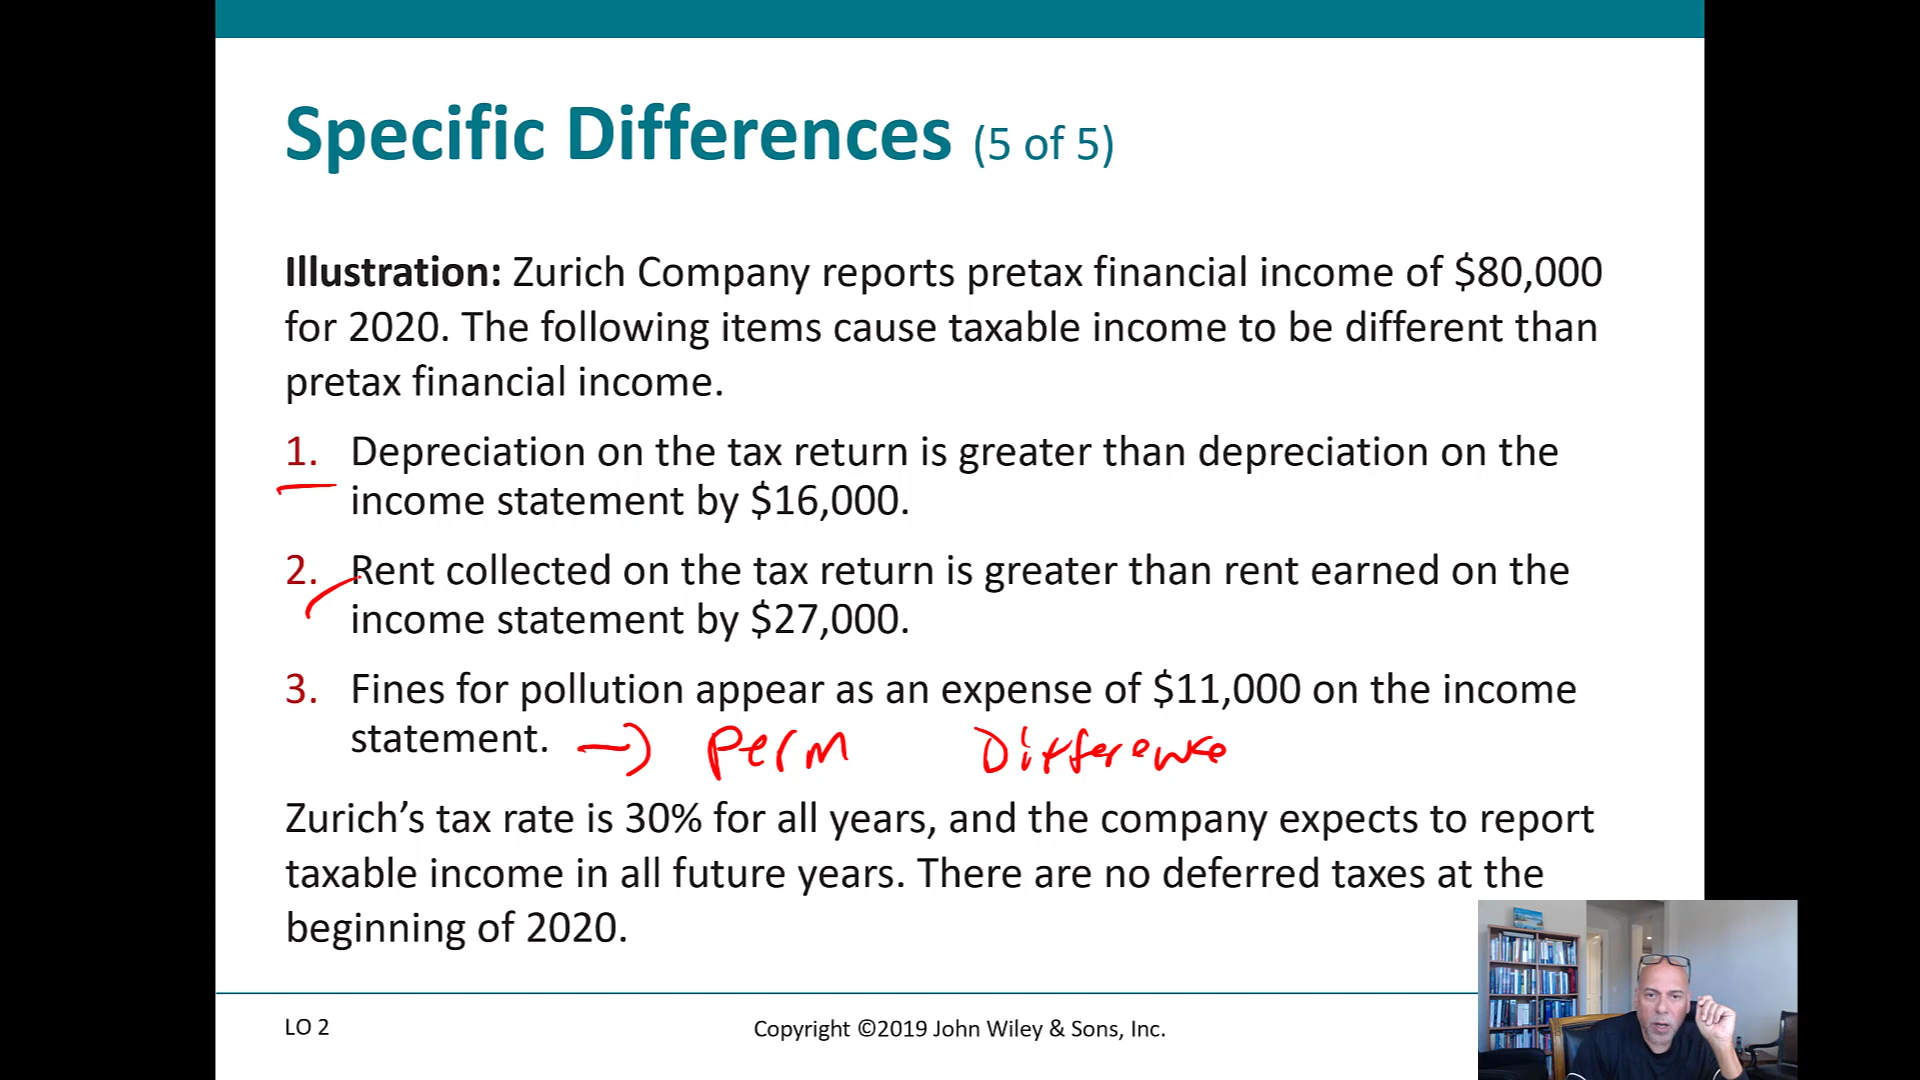 Specific Differences (5 of 5)
Illustration: Zurich Company reports pretax financial income of $80,000
for 2020. The following items cause taxable income to be different than
pretax financial income.
1. Depreciation on the tax return is greater than depreciation on the
income statement by $16,000.
2. Rent collected on the tax return is greater than rent earned on the
income statement by $27,000.
3. Fines for pollution appear as an expense of $11,000 on the income
statement. → Perm Difference
Zurich’s tax rate is 30% for all years, and the company expects to report
taxable income in all future years. There are no deferred taxes at the
beginning of 2020.
LO 2
Copyright ©2019 John Wiley & Sons, Inc.